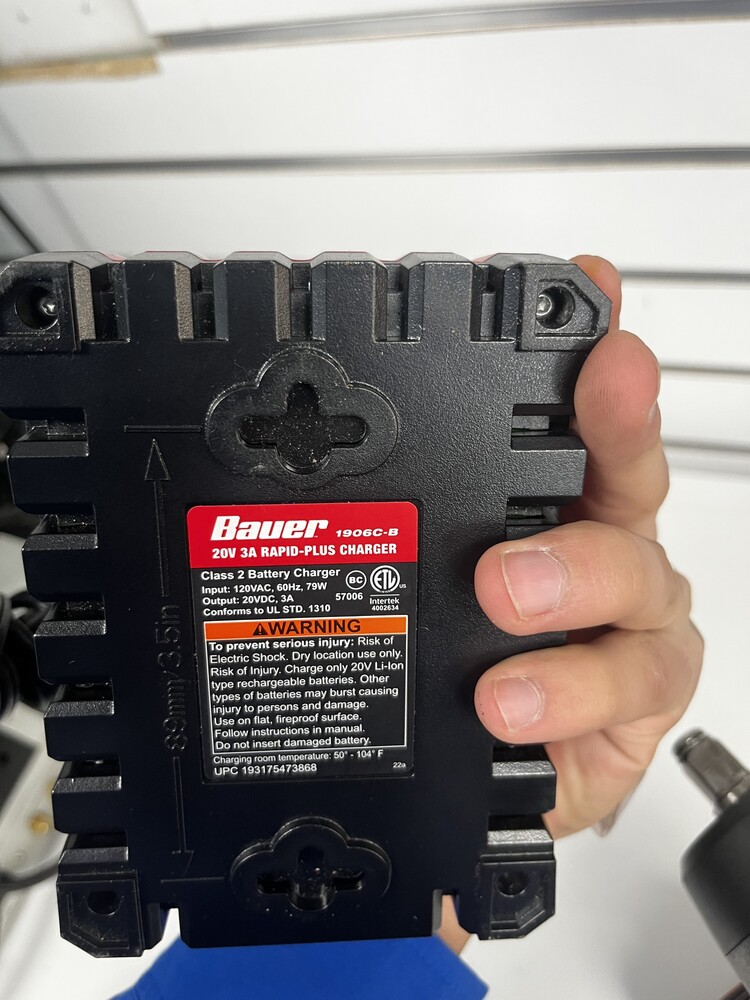 Bauer 1906C-B
20V 3A RAPID-PLUS CHARGER
Class 2 Battery Charger
Input: 120VAC, 60Hz, 79W
Output: 20VDC, 3A
Conforms to UL STD. 1310
BC
57006
ETL
US
Intertek
4002634
WARNING
To prevent serious injury: Risk of
Electric Shock. Dry location use only.
Risk of Injury. Charge only 20V Li-Ion
type rechargeable batteries. Other
types of batteries may burst causing
injury to persons and damage.
Use on flat, fireproof surface.
Follow instructions in manual.
Do not insert damaged battery.
Charging room temperature: 50° - 104° F
UPC 193175473868
22a
89mm/3.5in